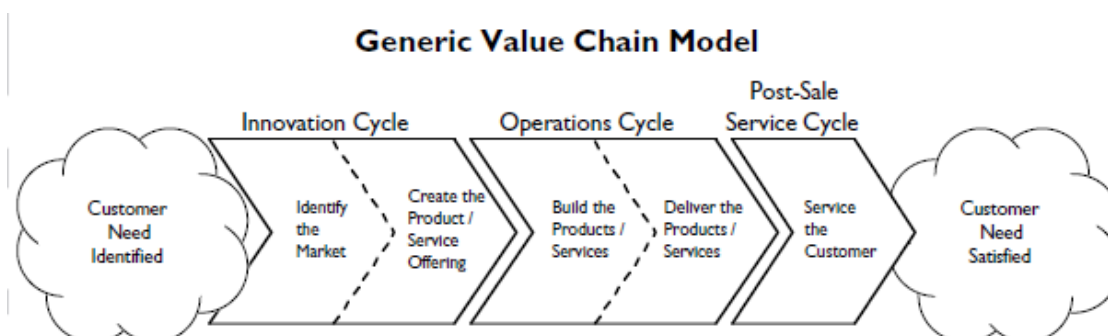 Generic Value Chain Model
Post-Sale
Innovation Cycle
Operations Cycle
Service Cycle
Customer
Need
Identified
Identify
the
Market
Create the
Product /
Service
Offering
Build the
Products /
Services
Deliver the
Products /
Services
Service
the
Customer
Customer
Need
Satisfied